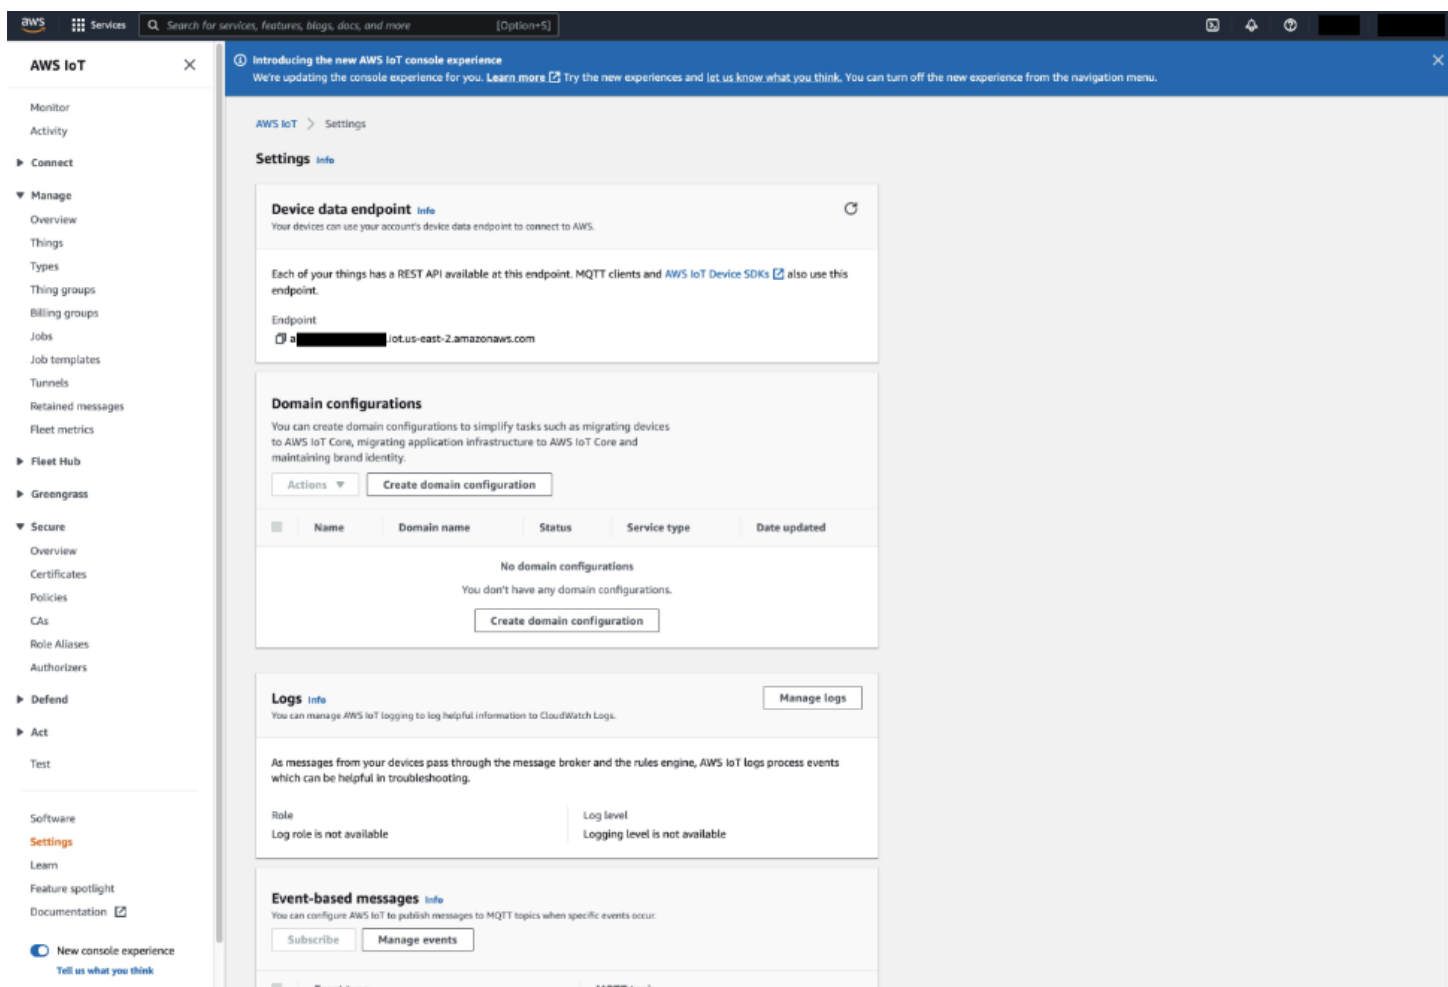 aws
Services
Search for services, features, blogs, docs, and more
[Option+S]
AWS IoT
Monitor
Activity
Connect
Manage
Overview
Things
Types
Thing groups
Billing groups
Jobs
Job templates
Tunnels
Retained messages
Fleet metrics
Fleet Hub
Greengrass
Secure
Overview
Certificates
Policies
CAs
Role Aliases
Authorizers
Defend
Act
Test
Software
Settings
Learn
Feature spotlight
Documentation
New console experience
Tell us what you think
Introducing the new AWS IoT console experience
We're updating the console experience for you. Learn more Try the new experiences and let us know what you think. You can turn off the new experience from the navigation menu.
AWS IoT > Settings
Settings Info
Device data endpoint Info
Your devices can use your account's device data endpoint to connect to AWS.
Each of your things has a REST API available at this endpoint. MQTT clients and AWS IoT Device SDKs also use this
endpoint.
Endpoint
a .iot.us-east-2.amazonaws.com
Domain configurations
You can create domain configurations to simplify tasks such as migrating devices
to AWS IoT Core, migrating application infrastructure to AWS IoT Core and
maintaining brand identity.
Actions
Create domain configuration
Name Domain name Status Service type Date updated
No domain configurations
You don't have any domain configurations.
Create domain configuration
Logs Info
Manage logs
You can manage AWS IoT logging to log helpful information to CloudWatch Logs.
As messages from your devices pass through the message broker and the rules engine, AWS IoT logs process events
which can be helpful in troubleshooting.
Role
Log role is not available
Log level
Logging level is not available
Event-based messages Info
You can configure AWS IoT to publish messages to MQTT topics when specific events occur.
Subscribe
Manage events